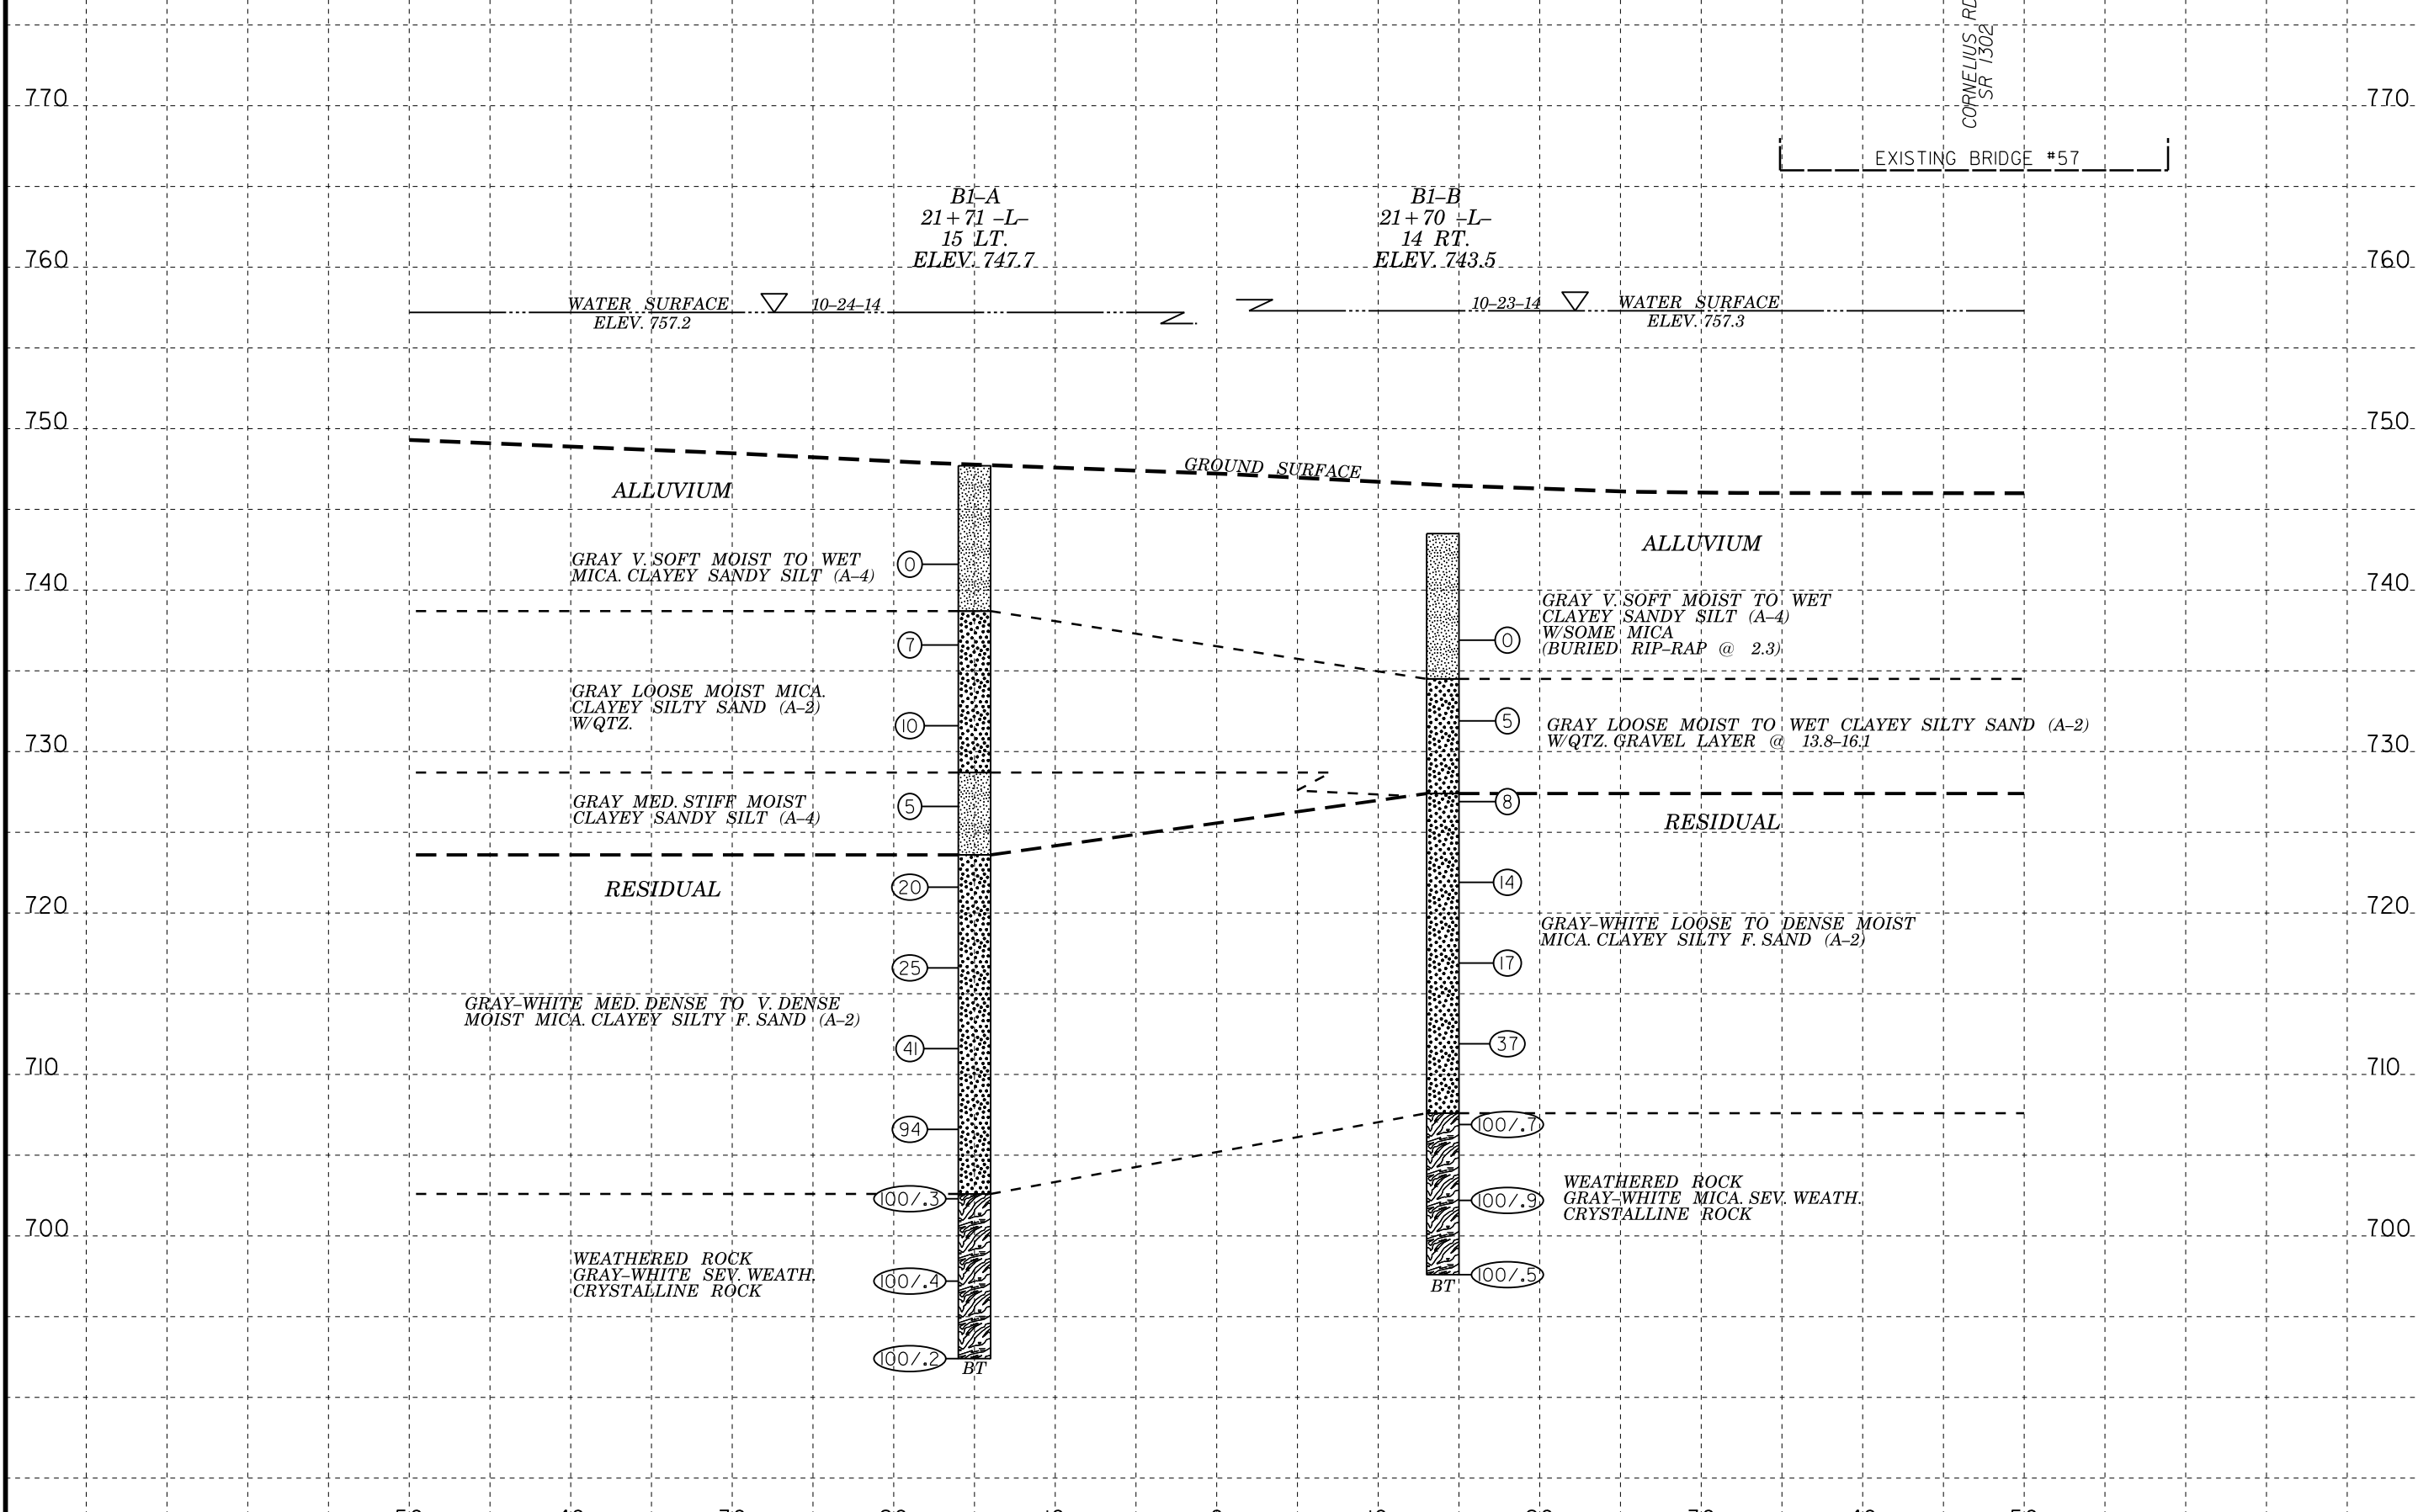 CORNELIUS RD
SR 1302
770
770
EXISTING BRIDGE #57
B1-A
21+71 -L-
15 LT.
ELEV. 747.7
B1-B
21+70 -L-
14 RT.
ELEV. 743.5
760
760
WATER SURFACE
10-24-14
ELEV. 757.2
10-23-14
WATER SURFACE
ELEV. 757.3
750
750
GROUND SURFACE
ALLUVIUM
ALLUVIUM
GRAY V. SOFT MOIST TO WET
MICA. CLAYEY SANDY SILT (A-4)
0
740
740
GRAY V. SOFT MOIST TO WET
CLAYEY SANDY SILT (A-4)
W/SOME MICA
(BURIED RIP-RAP @ 2.3)
0
7
GRAY LOOSE MOIST MICA.
CLAYEY SILTY SAND (A-2)
W/QTZ.
10
5
GRAY LOOSE MOIST TO WET CLAYEY SILTY SAND (A-2)
W/QTZ. GRAVEL LAYER @ 13.8-16.1
730
730
GRAY MED. STIFF MOIST
CLAYEY SANDY SILT (A-4)
5
8
RESIDUAL
RESIDUAL
20
14
720
720
GRAY-WHITE LOOSE TO DENSE MOIST
MICA. CLAYEY SILTY F. SAND (A-2)
25
17
GRAY-WHITE MED. DENSE TO V. DENSE
MOIST MICA. CLAYEY SILTY F. SAND (A-2)
41
37
710
710
94
100/.7
100/.3
100/.9
WEATHERED ROCK
GRAY-WHITE MICA. SEV. WEATH.
CRYSTALLINE ROCK
700
700
WEATHERED ROCK
GRAY-WHITE SEV. WEATH.
CRYSTALLINE ROCK
100/.4
100/.5
BT
100/.2
BT